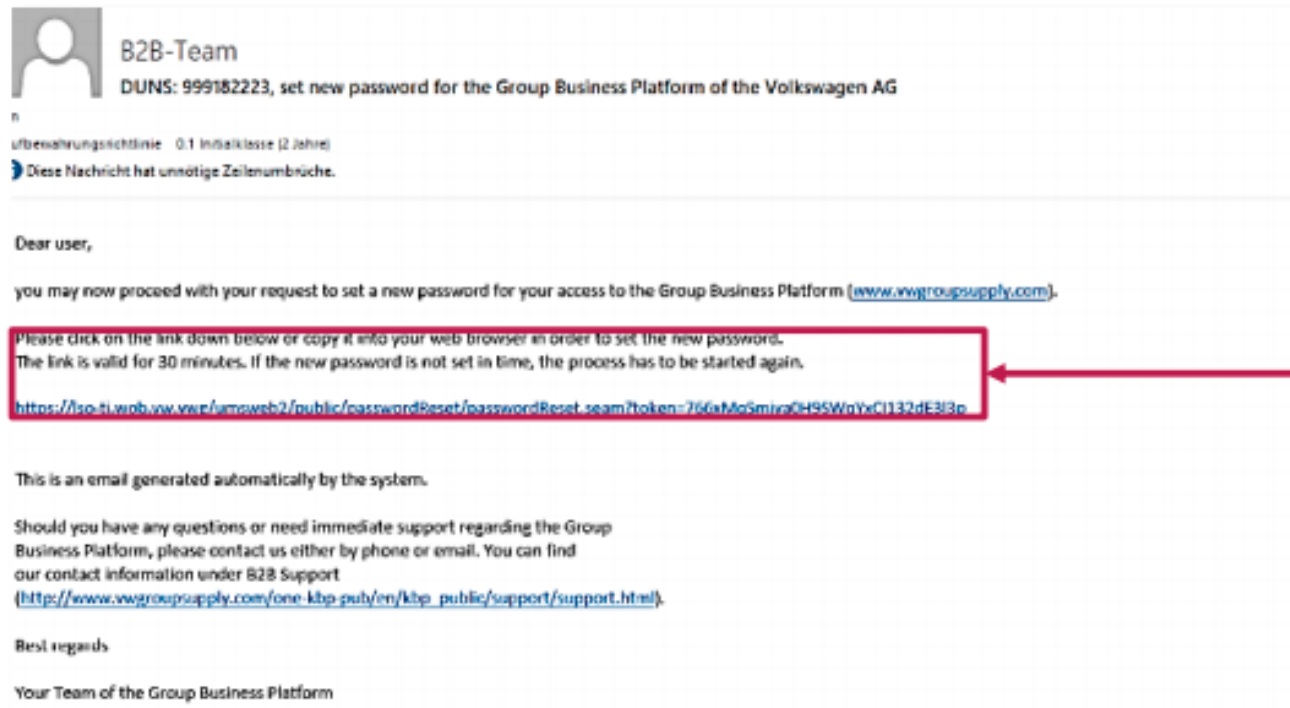 B2B-Team
DUNS: 999182223, set new password for the Group Business Platform of the Volkswagen AG
n
ufbewahrungsrichtlinie 0.1 Initialklasse (2 Jahre)
Diese Nachricht hat unnötige Zeilenumbrüche.
Dear user,
you may now proceed with your request to set a new password for your access to the Group Business Platform (www.vwgroupsupply.com).
Please click on the link down below or copy it into your web browser in order to set the new password.
The link is valid for 30 minutes. If the new password is not set in time, the process has to be started again.
This is an email generated automatically by the system.
Should you have any questions or need immediate support regarding the Group
Business Platform, please contact us either by phone or email. You can find
our contact information under B2B Support
(http://www.vwgroupsupply.com/one-kbp-pub/en/kbp_public/support/support.html).
Best regards
Your Team of the Group Business Platform